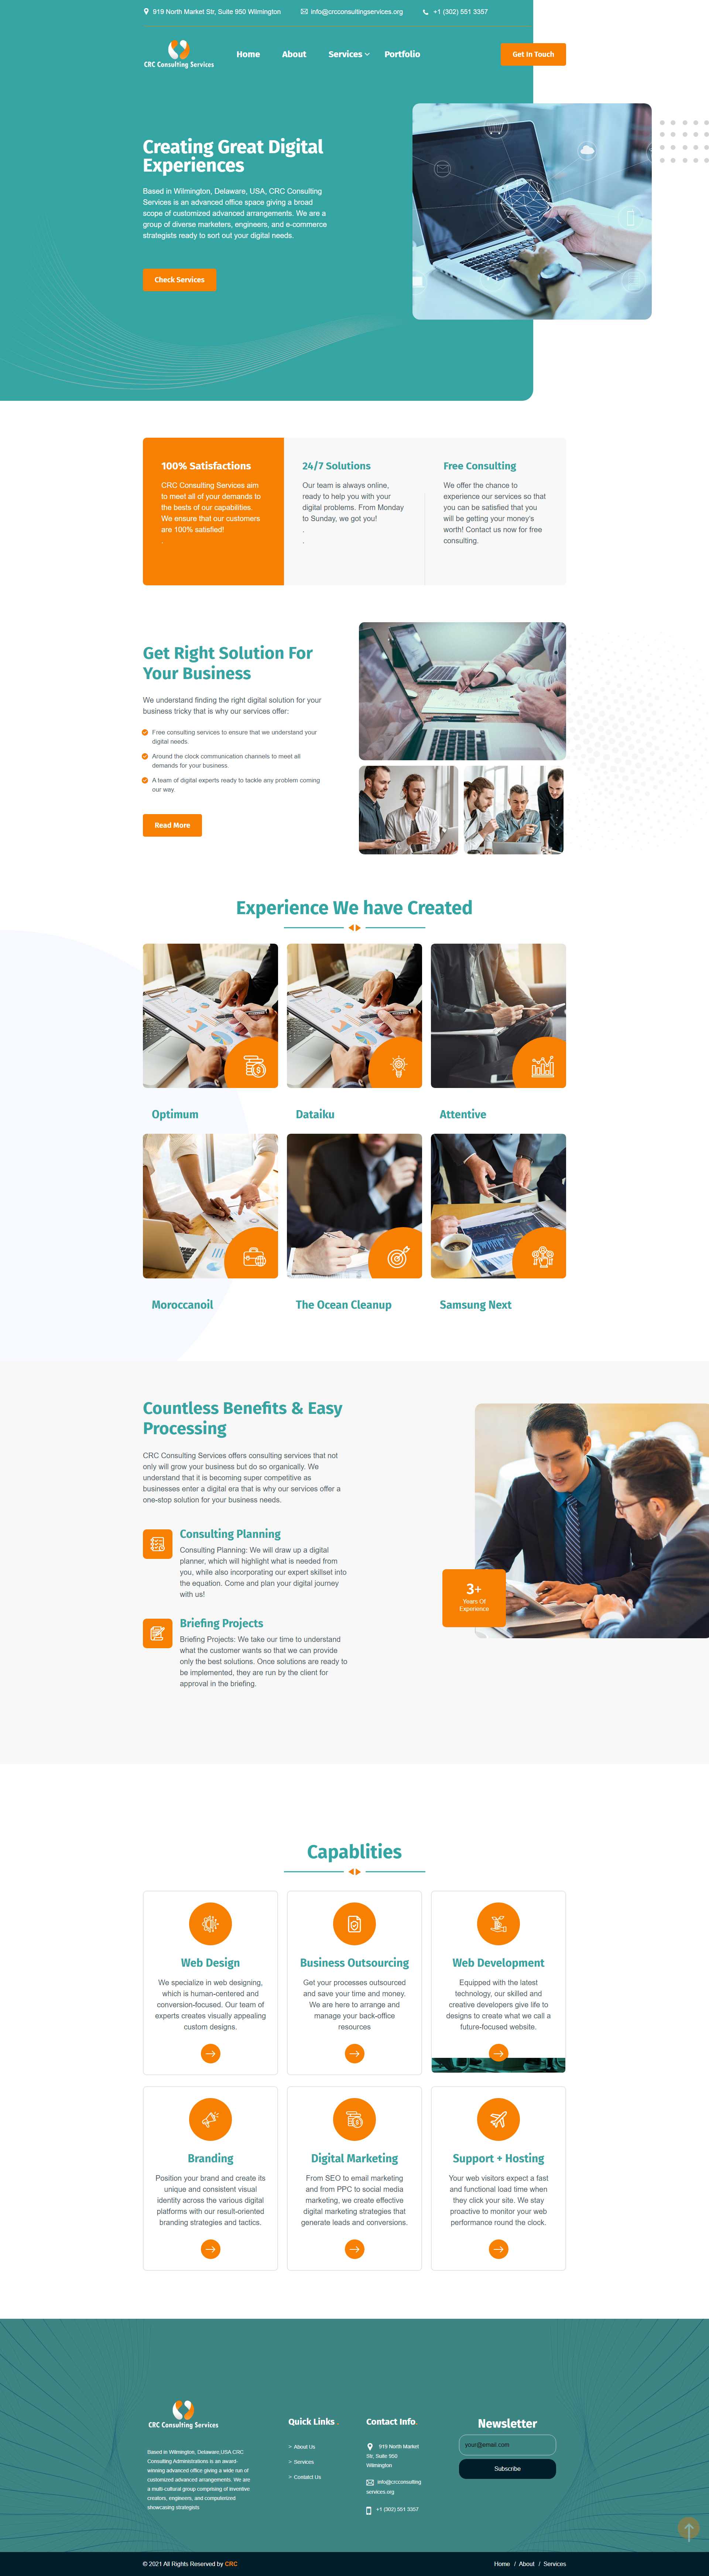 919 North Market Str, Suite 950 Wilmington
info@crcconsultingservices.org
+1 (302) 551 3357
CRC Consulting Services
Home
About
Services
Portfolio
Get In Touch
Creating Great Digital
Experiences
Based in Wilmington, Delaware, USA, CRC Consulting
Services is an advanced office space giving a broad
scope of customized advanced arrangements. We are a
group of diverse marketers, engineers, and e-commerce
strategists ready to sort out your digital needs.
Check Services
100% Satisfactions
CRC Consulting Services aim
to meet all of your demands to
the bests of our capabilities.
We ensure that our customers
are 100% satisfied!
.
24/7 Solutions
Our team is always online,
ready to help you with your
digital problems. From Monday
to Sunday, we got you!
.
.
Free Consulting
We offer the chance to
experience our services so that
you can be satisfied that you
will be getting your money's
worth! Contact us now for free
consulting.
Get Right Solution For
Your Business
We understand finding the right digital solution for your
business tricky that is why our services offer:
Free consulting services to ensure that we understand your
digital needs.
Around the clock communication channels to meet all
demands for your business.
A team of digital experts ready to tackle any problem coming
our way.
Read More
Experience We have Created
Optimum
Dataiku
Attentive
Moroccanoil
The Ocean Cleanup
Samsung Next
Countless Benefits & Easy
Processing
CRC Consulting Services offers consulting services that not
only will grow your business but do so organically. We
understand that it is becoming super competitive as
businesses enter a digital era that is why our services offer a
one-stop solution for your business needs.
Consulting Planning
Consulting Planning: We will draw up a digital
planner, which will highlight what is needed from
you, while also incorporating our expert skillset into
the equation. Come and plan your digital journey
with us!
Briefing Projects
Briefing Projects: We take our time to understand
what the customer wants so that we can provide
only the best solutions. Once solutions are ready to
be implemented, they are run by the client for
approval in the briefing.
3+
Years Of
Experience
Capablities
Web Design
We specialize in web designing,
which is human-centered and
conversion-focused. Our team of
experts creates visually appealing
custom designs.
Business Outsourcing
Get your processes outsourced
and save your time and money.
We are here to arrange and
manage your back-office
resources
Web Development
Equipped with the latest
technology, our skilled and
creative developers give life to
designs to create what we call a
future-focused website.
Branding
Position your brand and create its
unique and consistent visual
identity across the various digital
platforms with our result-oriented
branding strategies and tactics.
Digital Marketing
From SEO to email marketing
and from PPC to social media
marketing, we create effective
digital marketing strategies that
generate leads and conversions.
Support + Hosting
Your web visitors expect a fast
and functional load time when
they click your site. We stay
proactive to monitor your web
performance round the clock.
CRC Consulting Services
Based in Wilmington, Delaware,USA CRC
Consulting Administrations is an award-
winning advanced office giving a wide run of
customized advanced arrangements. We are
a multi-cultural group comprising of inventive
creators, engineers, and computerized
showcasing strategists
Quick Links .
> About Us
> Services
> Contatct Us
Contact Info.
919 North Market
Str, Suite 950
Wilmington
info@crcconsulting
services.org
+1 (302) 551 3357
Newsletter
your@email.com
Subscribe
© 2021 All Rights Reserved by CRC
Home / About / Services